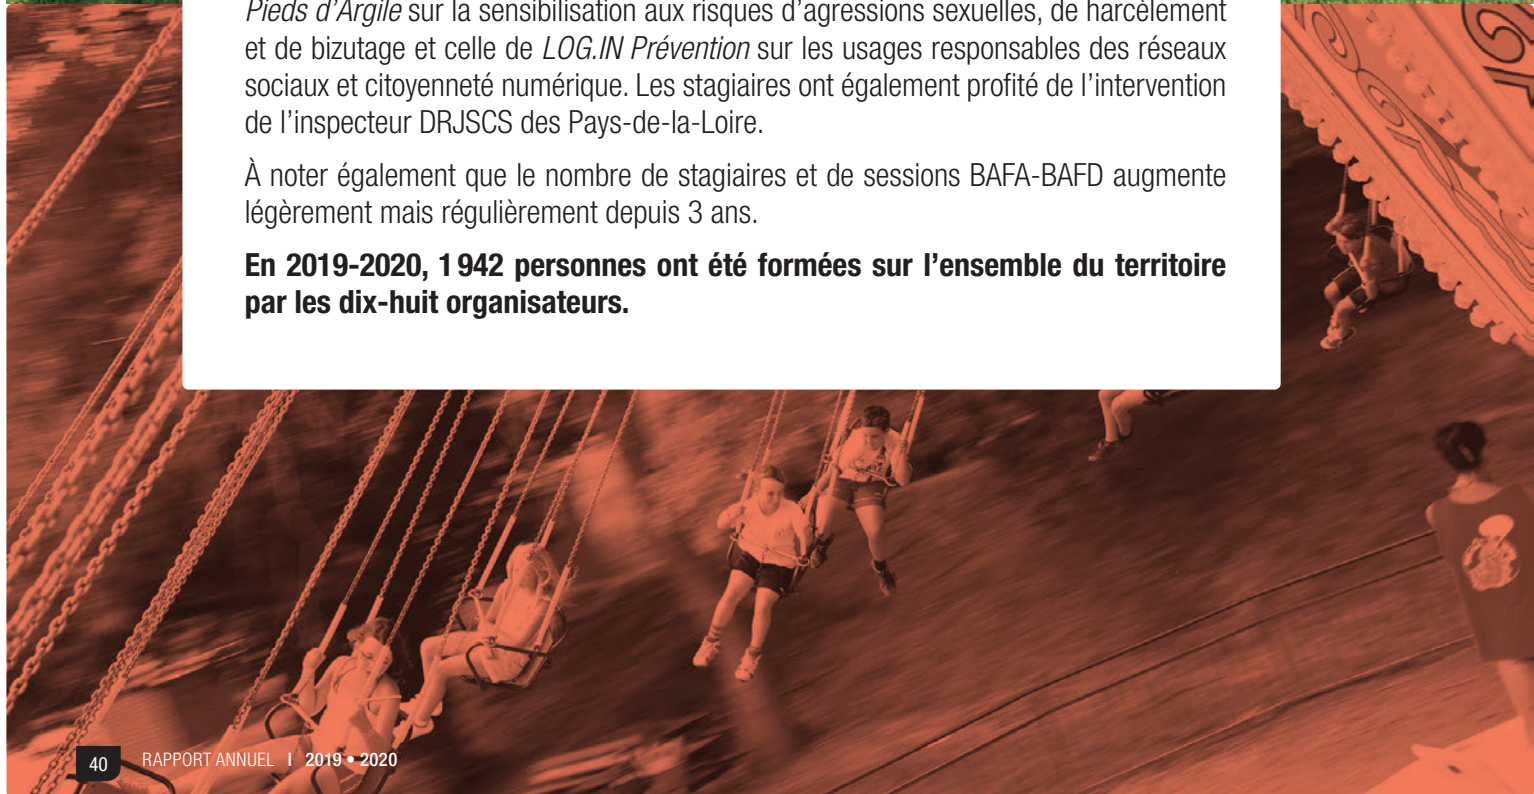 Pieds d’Argile sur la sensibilisation aux risques d’agressions sexuelles, de harcèlement
et de bizutage et celle de LOG.IN Prévention sur les usages responsables des réseaux
sociaux et citoyenneté numérique. Les stagiaires ont également profité de l’intervention
de l’inspecteur DRJSCS des Pays-de-la-Loire.
À noter également que le nombre de stagiaires et de sessions BAFA-BAFD augmente
légèrement mais régulièrement depuis 3 ans.
En 2019-2020, 1 942 personnes ont été formées sur l’ensemble du territoire
par les dix-huit organisateurs.
40 RAPPORT ANNUEL I 2019 • 2020